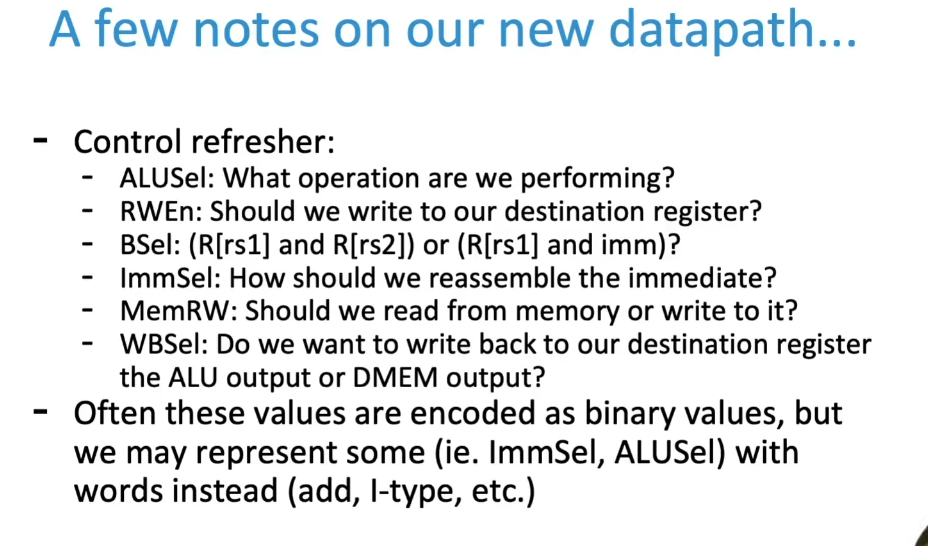 A few notes on our new datapath...
- Control refresher:
- ALUSel: What operation are we performing?
- RWEn: Should we write to our destination register?
- BSel: (R[rs1] and R[rs2]) or (R[rs1] and imm)?
- ImmSel: How should we reassemble the immediate?
- MemRW: Should we read from memory or write to it?
- WBSel: Do we want to write back to our destination register
the ALU output or DMEM output?
- Often these values are encoded as binary values, but
we may represent some (ie. ImmSel, ALUSel) with
words instead (add, I-type, etc.)